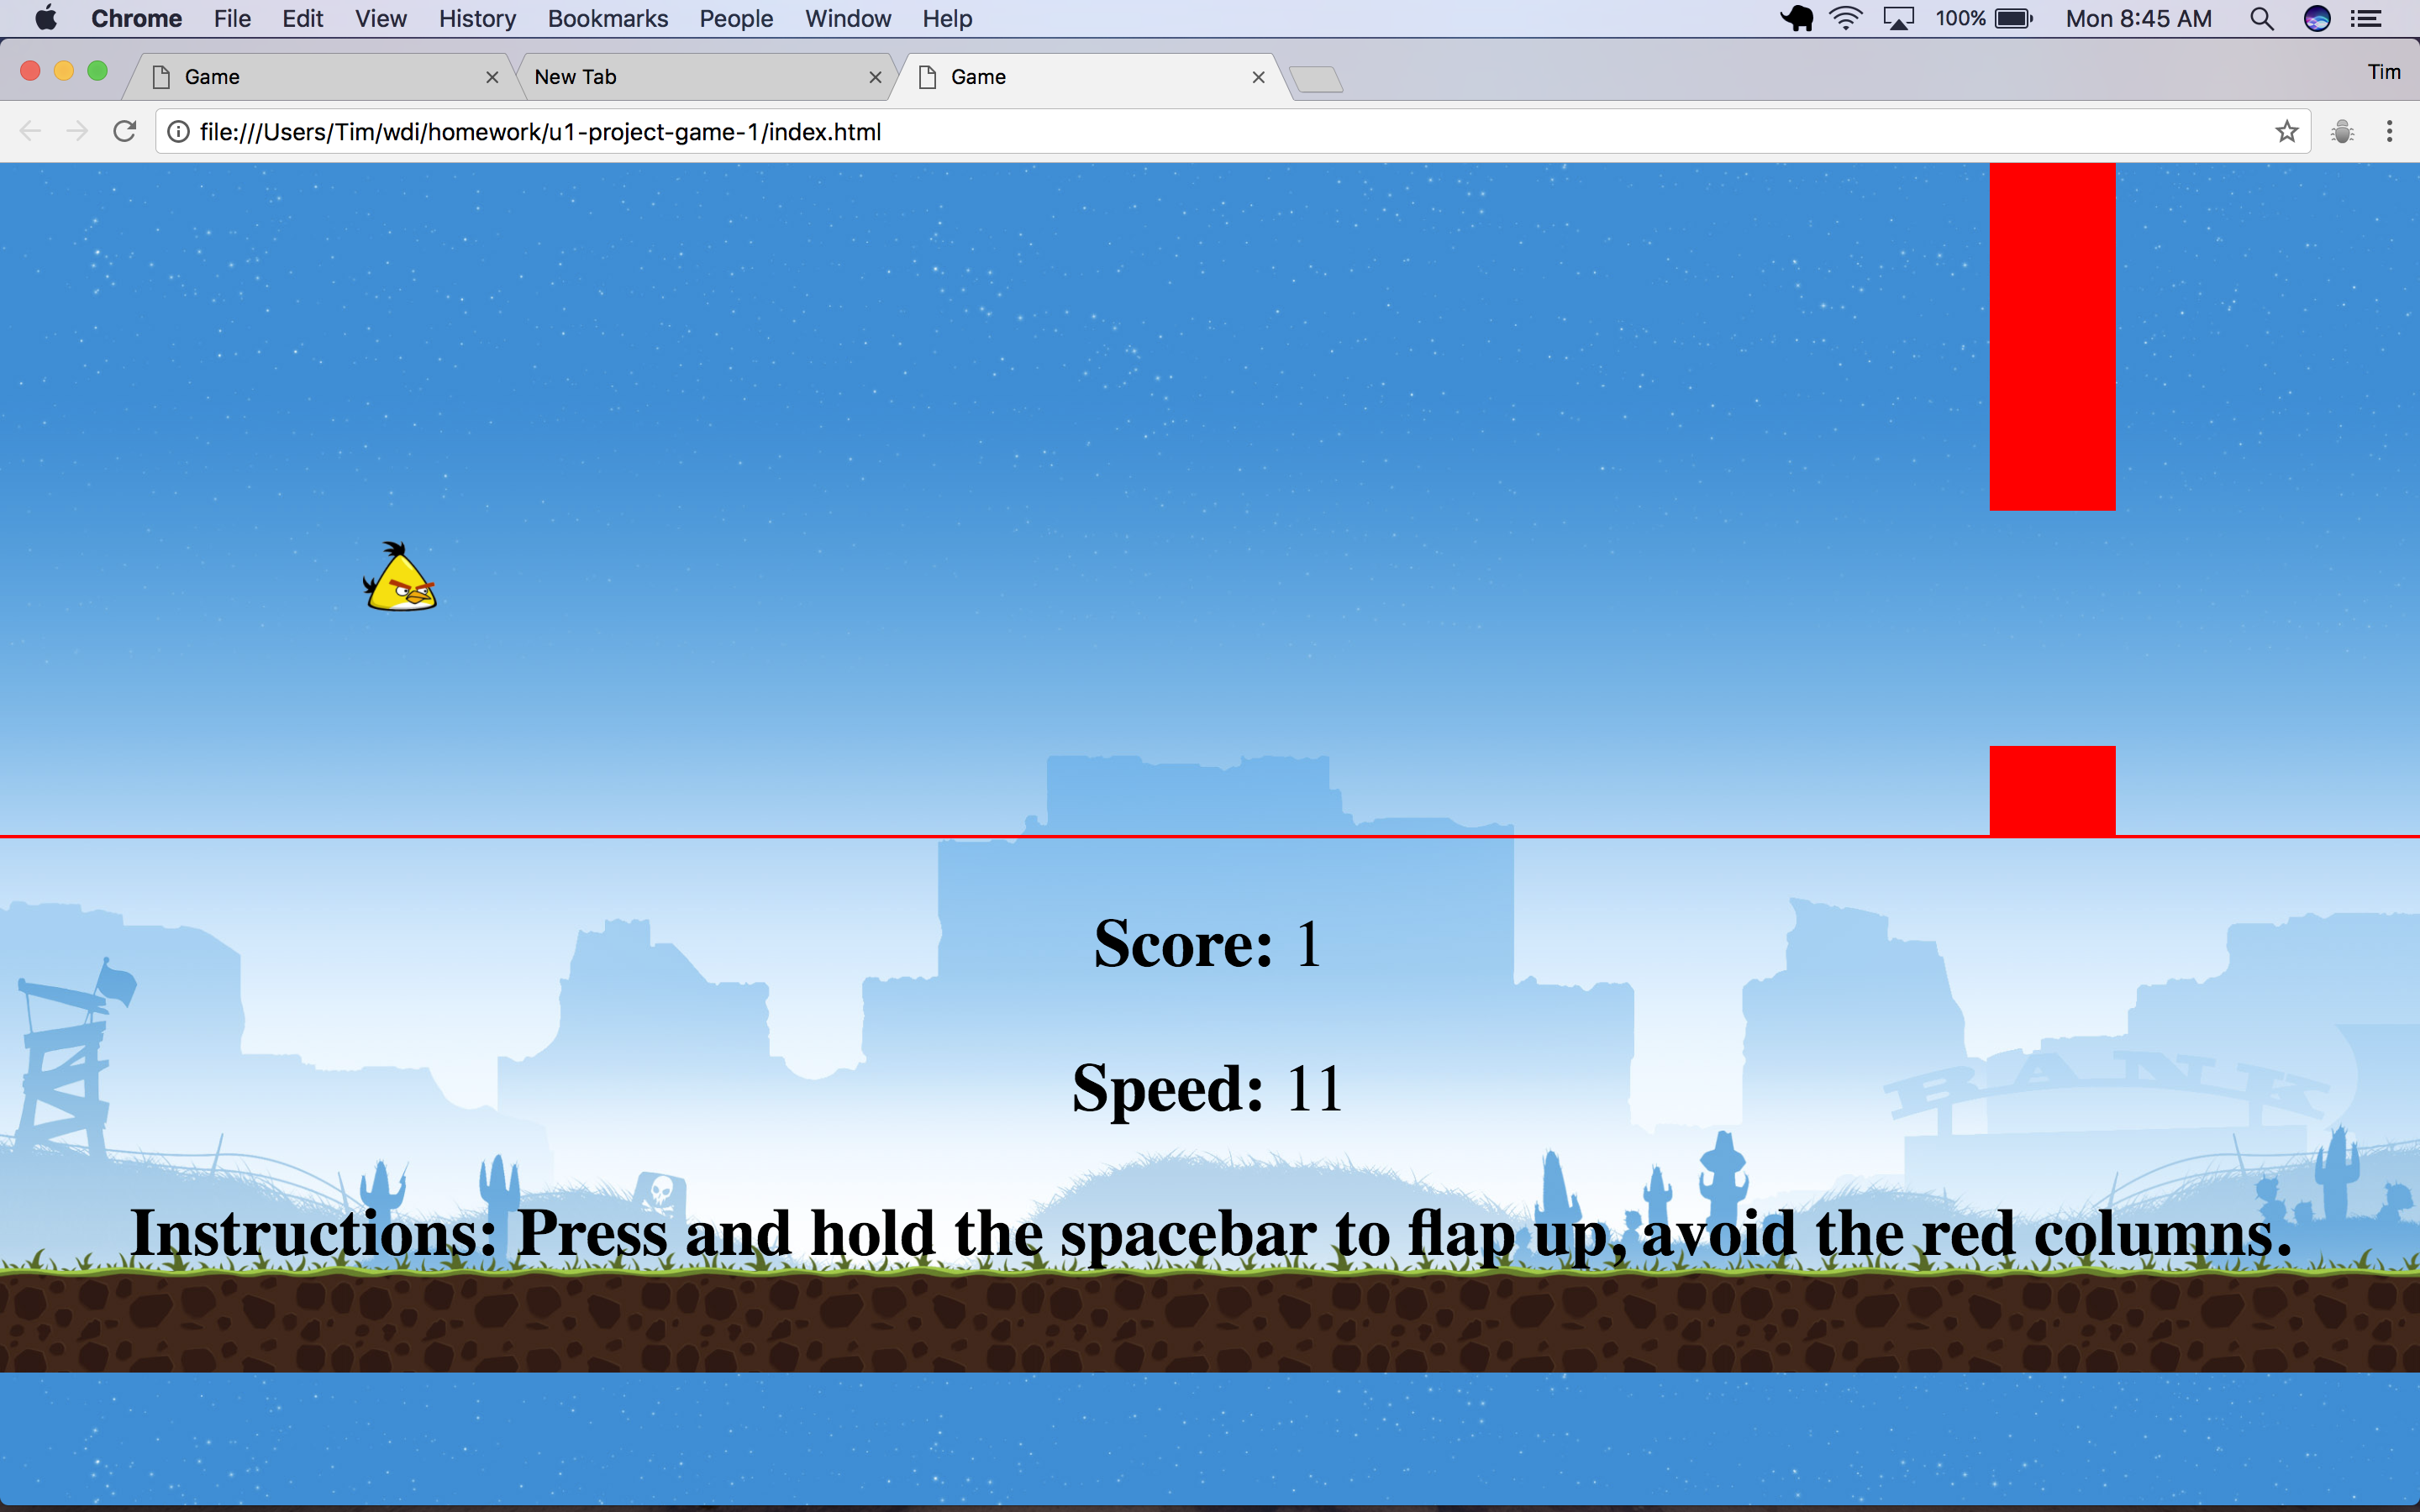 Chrome File Edit View History Bookmarks People Window Help 100% Mon 8:45 AM
Game New Tab Game Tim
file:///Users/Tim/wdi/homework/u1-project-game-1/index.html
Score: 1
Speed: 11
BANK
Instructions: Press and hold the spacebar to flap up, avoid the red columns.